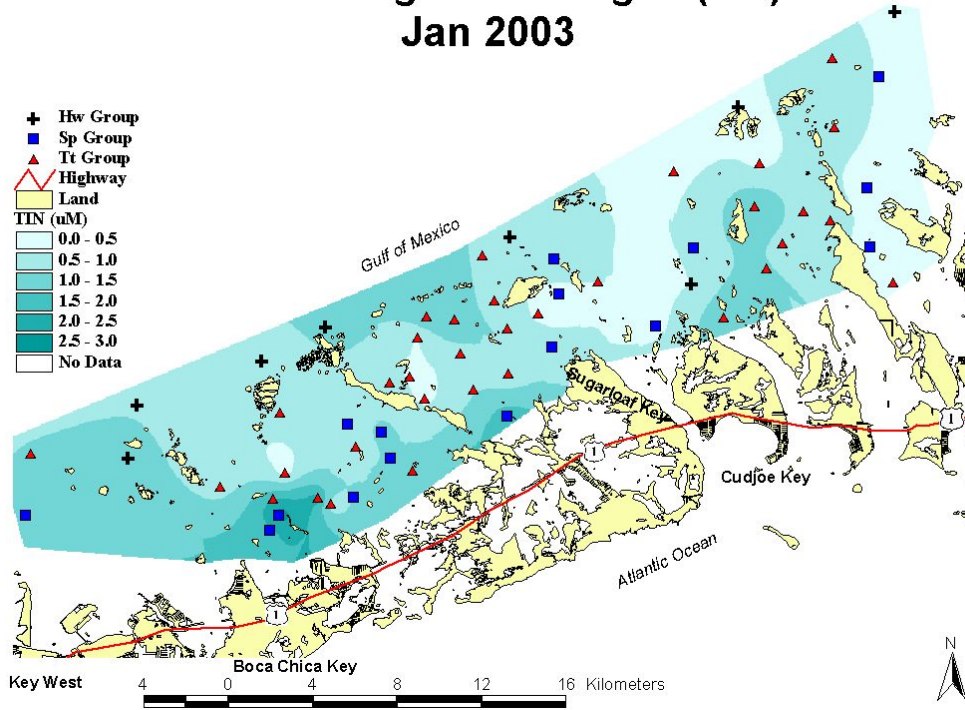 Jan 2003
Hw Group
Sp Group
Tt Group
Highway
Land
TIN (uM)
0.0 - 0.5
0.5 - 1.0
1.0 - 1.5
1.5 - 2.0
2.0 - 2.5
2.5 - 3.0
No Data
Gulf of Mexico
Sugarloaf Key
1
1
1
Cudjoe Key
Atlantic Ocean
Boca Chica Key
Key West
4 0 4 8 12 16 Kilometers
N